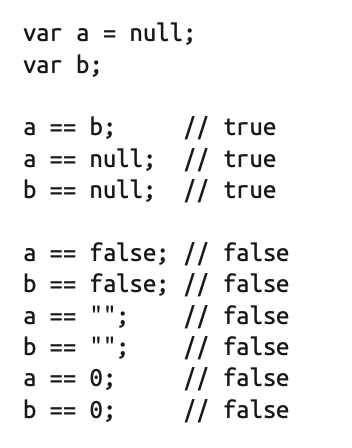 var a = null;
var b;

a == b;     // true
a == null;  // true
b == null;  // true

a == false; // false
b == false; // false
a == "";    // false
b == "";    // false
a == 0;     // false
b == 0;     // false